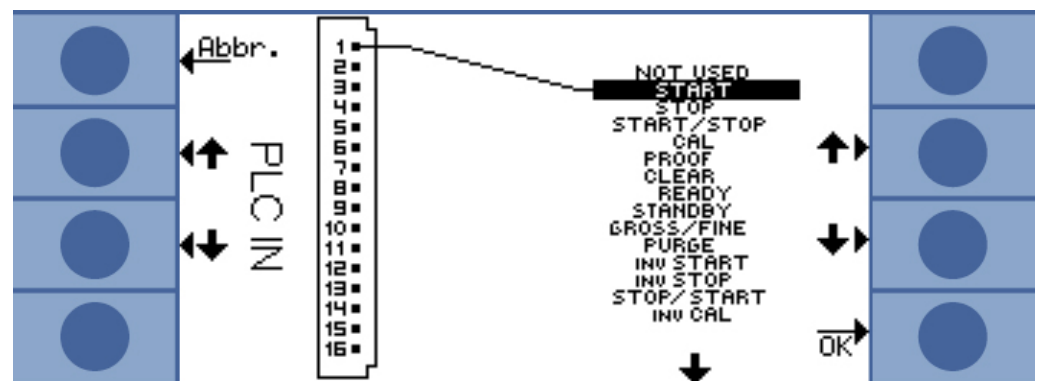 Abbr.
PLC IN
1
2
3
4
5
6
7
8
9
10
11
12
13
14
15
16
NOT USED
START
STOP
START/STOP
CAL
PROOF
CLEAR
READY
STANDBY
GROSS/FINE
PURGE
INV START
INV STOP
STOP/START
INV CAL
OK